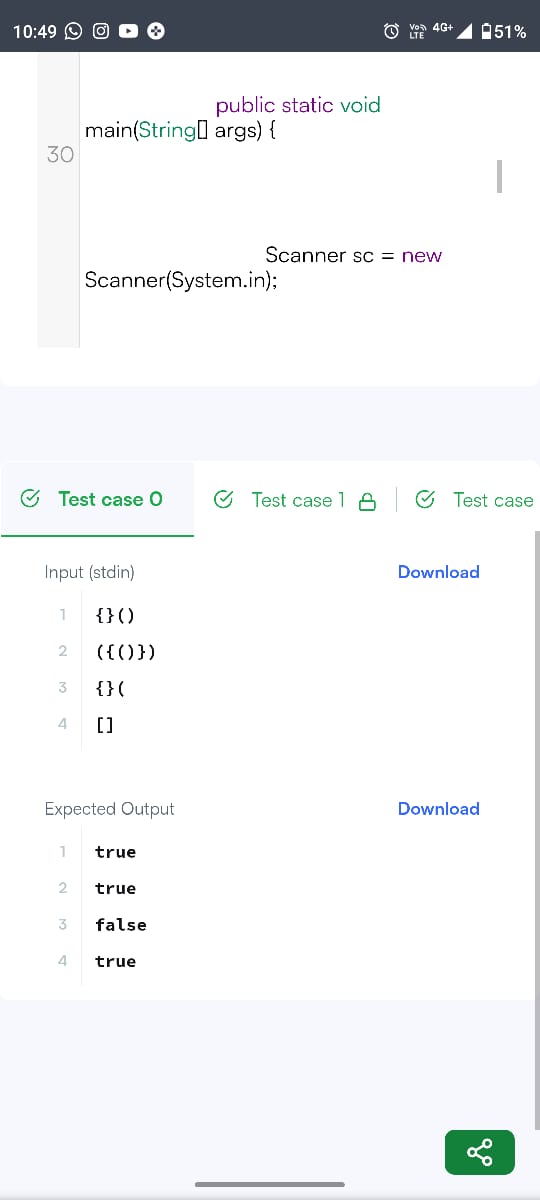 10:49 Vo)) LTE 4G+ 51%
public static void
main(String[] args) {
30
Scanner sc = new
Scanner(System.in);
Test case 0 Test case 1 Test case
Input (stdin) Download
1 {}()
2 ({()})
3 {}(
4 []
Expected Output Download
1 true
2 true
3 false
4 true